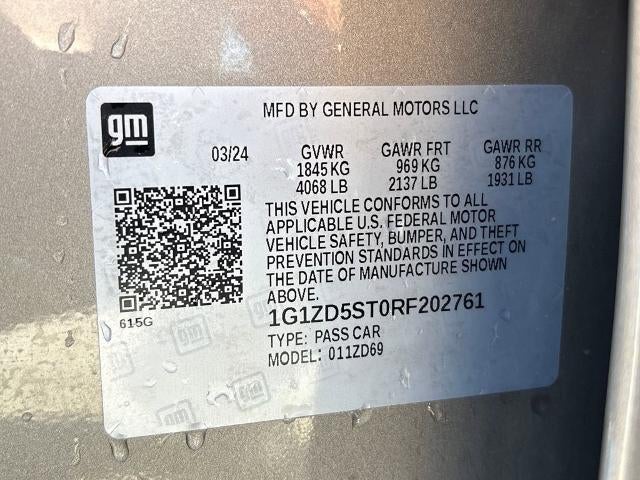 gm
MFD BY GENERAL MOTORS LLC
03/24 GVWR GAWR FRT GAWR RR
1845 KG 969 KG 876 KG
4068 LB 2137 LB 1931 LB
THIS VEHICLE CONFORMS TO ALL
APPLICABLE U.S. FEDERAL MOTOR
VEHICLE SAFETY, BUMPER, AND THEFT
PREVENTION STANDARDS IN EFFECT ON
THE DATE OF MANUFACTURE SHOWN
ABOVE.
615G
1G1ZD5ST0RF202761
TYPE: PASS CAR
MODEL: 011ZD69